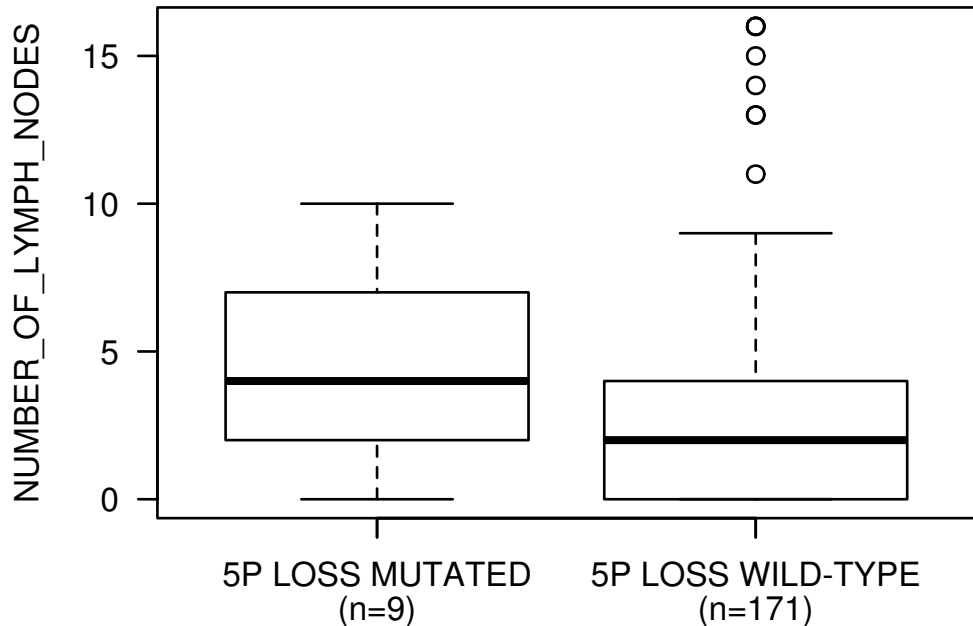 NUMBER_OF_LYMPH_NODES
15
10
5
0
5P LOSS MUTATED
(n=9)
5P LOSS WILD-TYPE
(n=171)